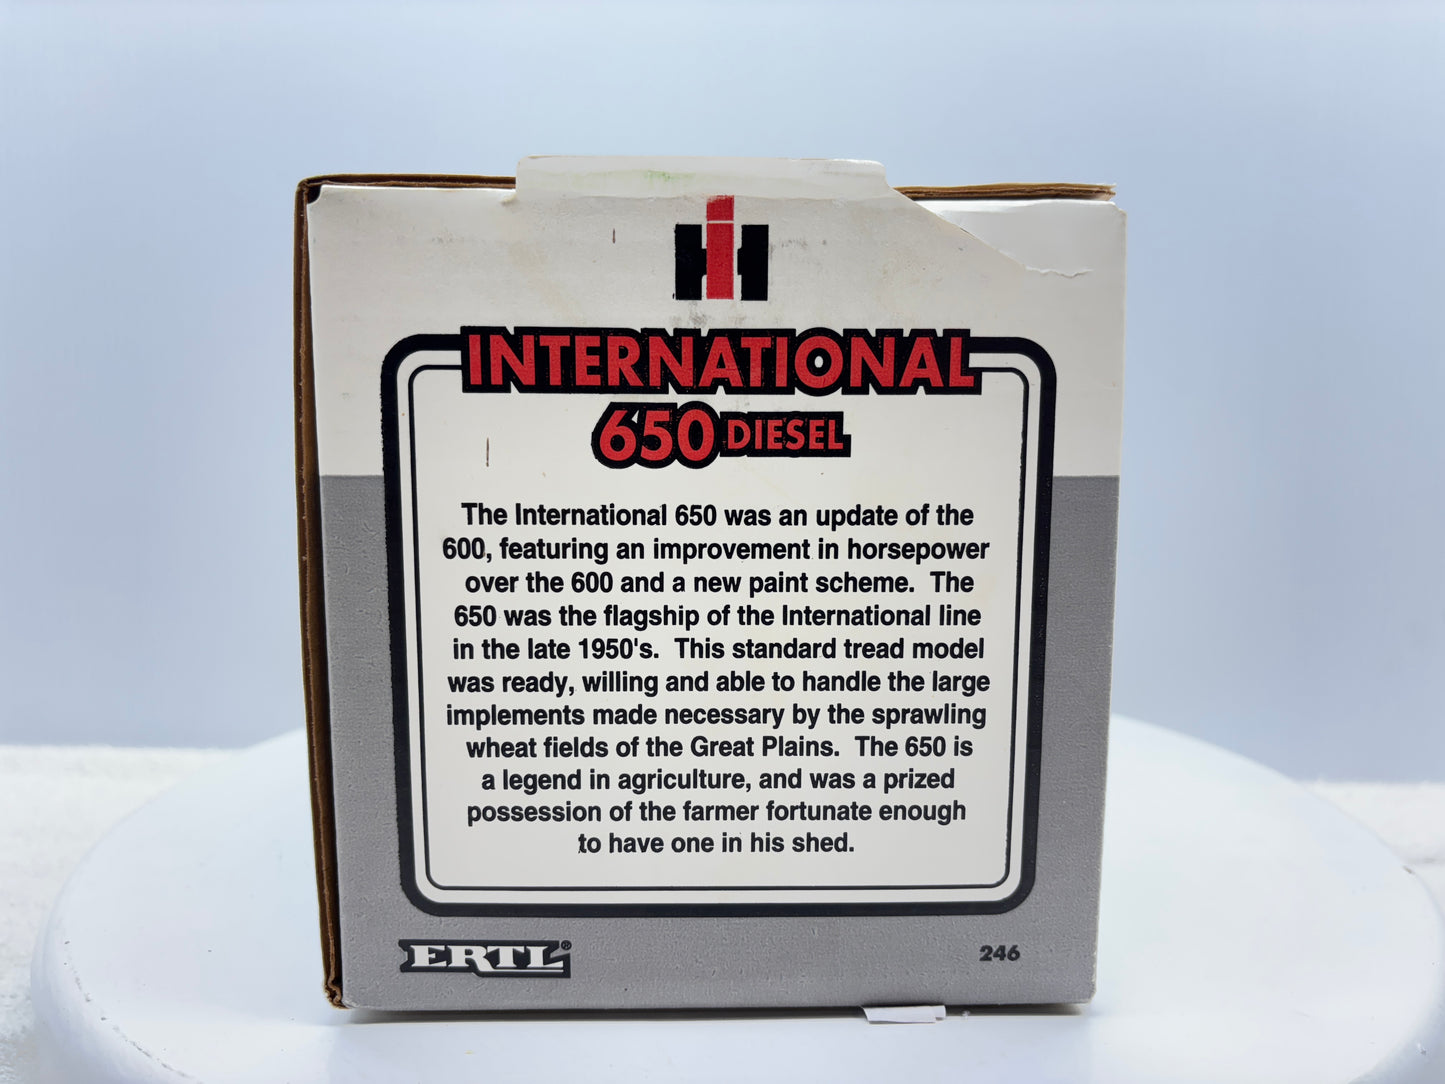 IH
INTERNATIONAL
650 DIESEL
The International 650 was an update of the
600, featuring an improvement in horsepower
over the 600 and a new paint scheme. The
650 was the flagship of the International line
in the late 1950's. This standard tread model
was ready, willing and able to handle the large
implements made necessary by the sprawling
wheat fields of the Great Plains. The 650 is
a legend in agriculture, and was a prized
possession of the farmer fortunate enough
to have one in his shed.
ERTL®
246